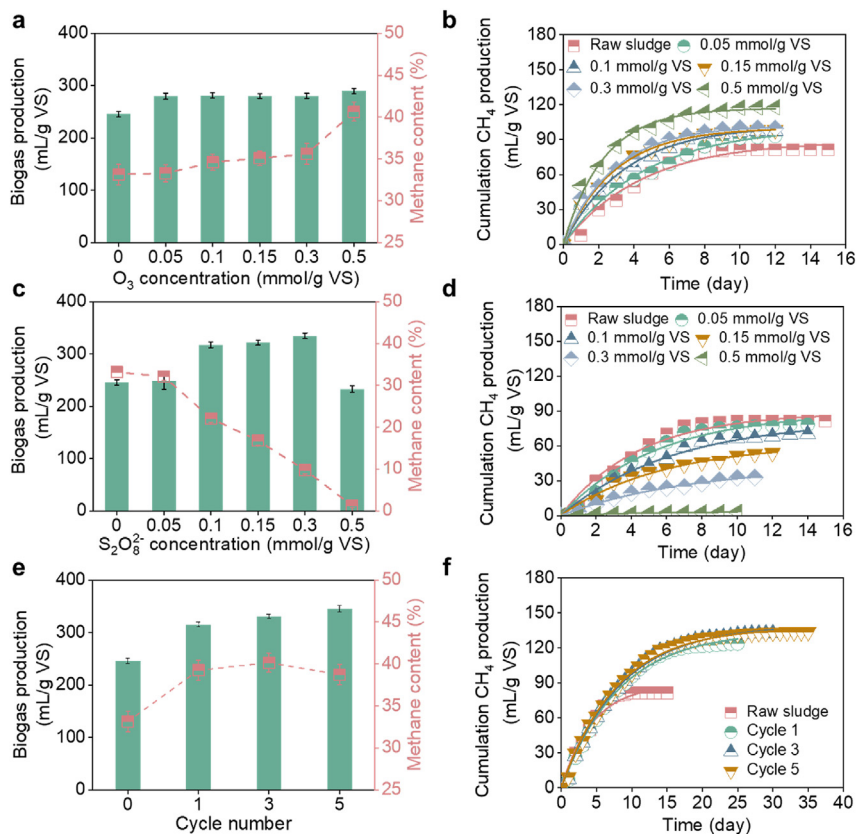 a
Biogas production
(mL/g VS)
400
300
200
100
0
50
45
40
35
30
25
Methane content (%)
0 0.05 0.1 0.15 0.3 0.5
O₃ concentration (mmol/g VS)
b
Cumulation CH₄ production
(mL/g VS)
180
150
120
90
60
30
0
Raw sludge 0.05 mmol/g VS
0.1 mmol/g VS 0.15 mmol/g VS
0.3 mmol/g VS 0.5 mmol/g VS
0 2 4 6 8 10 12 14 16
Time (day)
c
Biogas production
(mL/g VS)
400
300
200
100
0
50
40
30
20
10
0
Methane content (%)
0 0.05 0.1 0.15 0.3 0.5
S₂O₈²⁻ concentration (mmol/g VS)
d
Cumulation CH₄ production
(mL/g VS)
180
150
120
90
60
30
0
Raw sludge 0.05 mmol/g VS
0.1 mmol/g VS 0.15 mmol/g VS
0.3 mmol/g VS 0.5 mmol/g VS
0 2 4 6 8 10 12 14 16
Time (day)
e
Biogas production
(mL/g VS)
400
300
200
100
0
50
45
40
35
30
25
Methane content (%)
0 1 3 5
Cycle number
f
Cumulation CH₄ production
(mL/g VS)
180
150
120
90
60
30
0
Raw sludge
Cycle 1
Cycle 3
Cycle 5
0 5 10 15 20 25 30 35 40
Time (day)